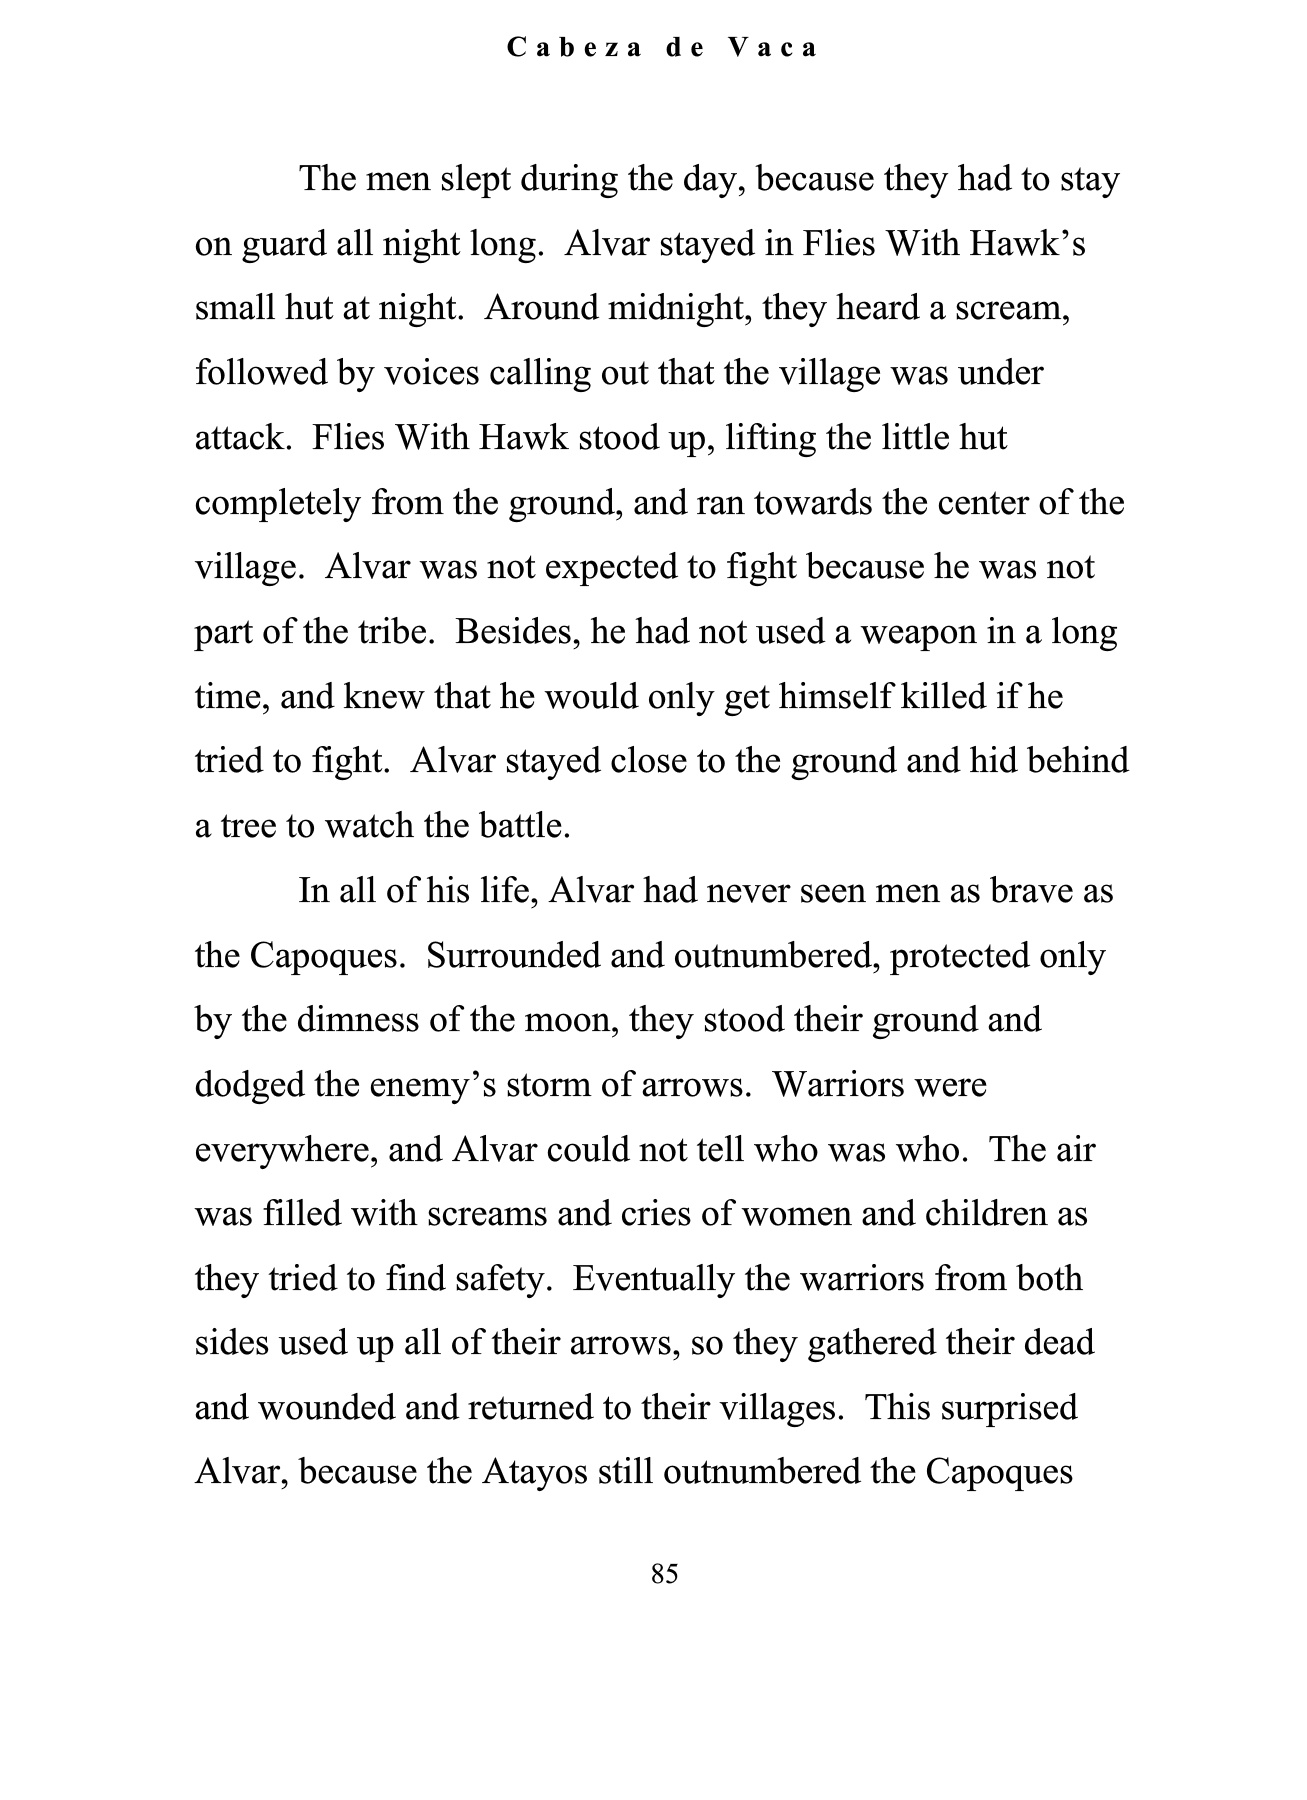 Cabeza de Vaca
The men slept during the day, because they had to stay
on guard all night long.  Alvar stayed in Flies With Hawk’s
small hut at night.  Around midnight, they heard a scream,
followed by voices calling out that the village was under
attack.  Flies With Hawk stood up, lifting the little hut
completely from the ground, and ran towards the center of the
village.  Alvar was not expected to fight because he was not
part of the tribe.  Besides, he had not used a weapon in a long
time, and knew that he would only get himself killed if he
tried to fight.  Alvar stayed close to the ground and hid behind
a tree to watch the battle.
In all of his life, Alvar had never seen men as brave as
the Capoques.  Surrounded and outnumbered, protected only
by the dimness of the moon, they stood their ground and
dodged the enemy’s storm of arrows.  Warriors were
everywhere, and Alvar could not tell who was who.  The air
was filled with screams and cries of women and children as
they tried to find safety.  Eventually the warriors from both
sides used up all of their arrows, so they gathered their dead
and wounded and returned to their villages.  This surprised
Alvar, because the Atayos still outnumbered the Capoques
85